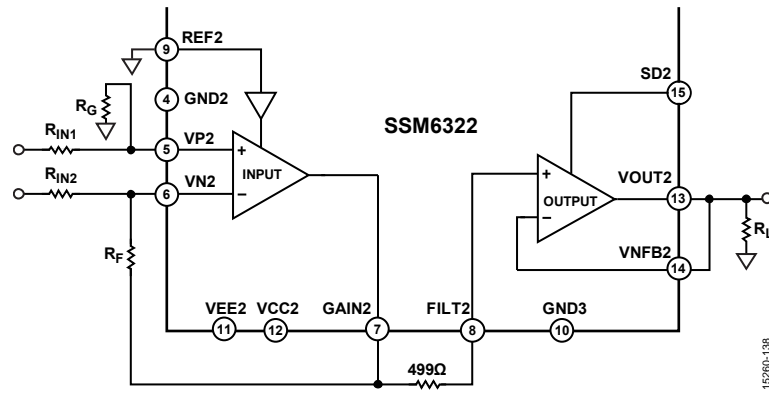 REF2
9
SD2
4
GND2
15
RG
SSM6322
RIN1
VP2
5
+
INPUT
−
+
OUTPUT
−
VOUT2
13
RIN2
VN2
6
RL
RF
VNFB2
14
VEE2
VCC2
GAIN2
FILT2
GND3
11
12
7
8
10
499Ω
15260-138